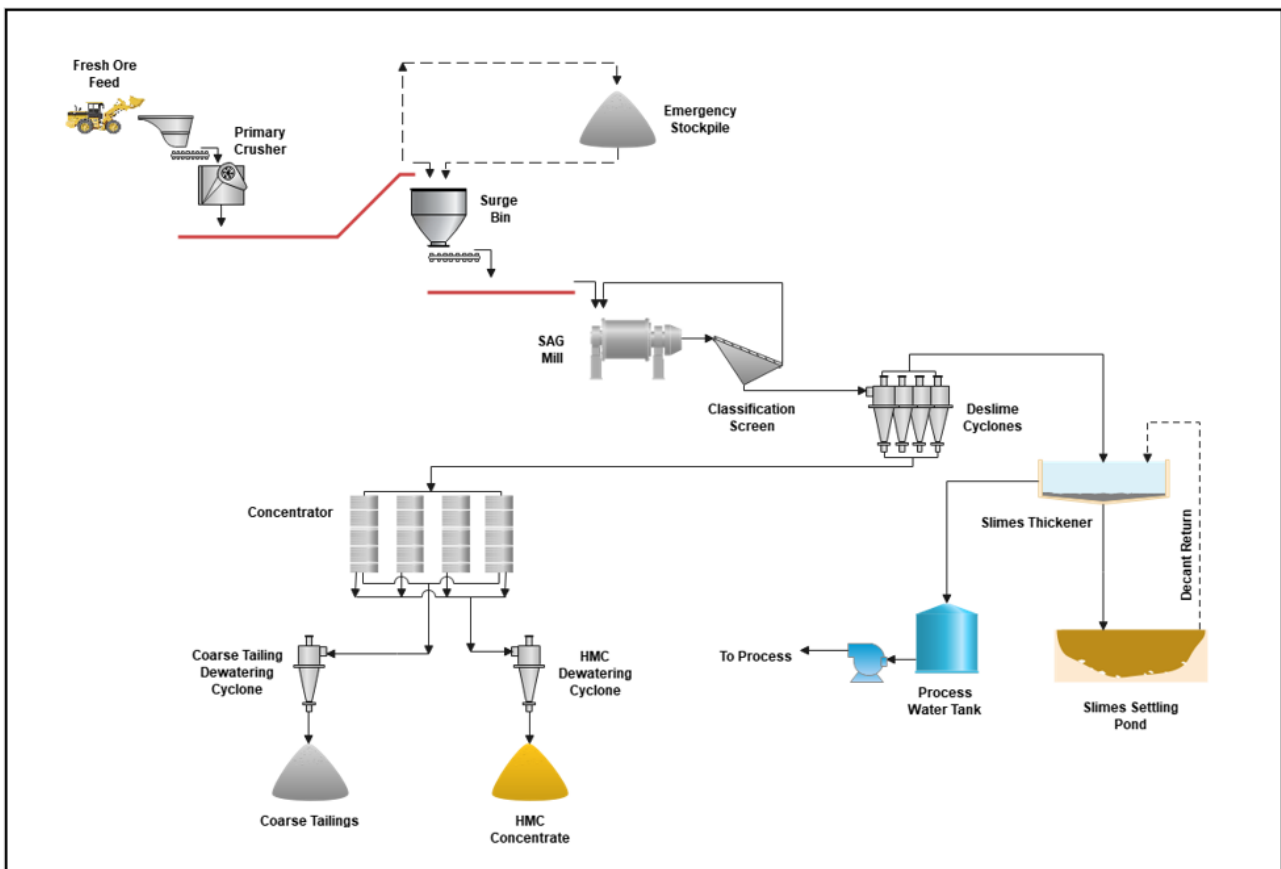 Fresh Ore
Feed
Primary
Crusher
Emergency
Stockpile
Surge
Bin
SAG
Mill
Classification
Screen
Deslime
Cyclones
Concentrator
Slimes Thickener
Decant Return
Coarse Tailing
Dewatering
Cyclone
HMC
Dewatering
Cyclone
To Process
Process
Water Tank
Slimes Settling
Pond
Coarse Tailings
HMC
Concentrate